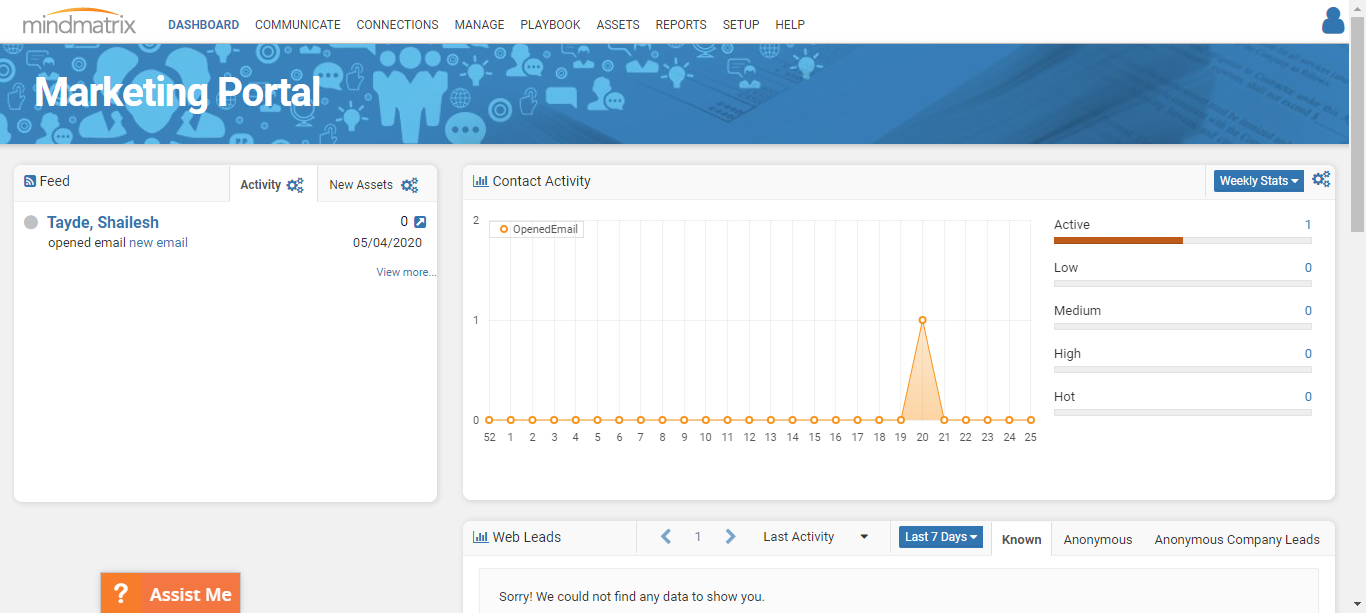 mindmatrix
DASHBOARD COMMUNICATE CONNECTIONS MANAGE PLAYBOOK ASSETS REPORTS SETUP HELP
Marketing Portal
Feed Activity New Assets
Tayde, Shailesh 0
opened email new email 05/04/2020
View more...
Contact Activity Weekly Stats
2
OpenedEmail
1
0
52 1 2 3 4 5 6 7 8 9 10 11 12 13 14 15 16 17 18 19 20 21 22 23 24 25
Active 1
Low 0
Medium 0
High 0
Hot 0
Web Leads 1 Last Activity Last 7 Days Known Anonymous Anonymous Company Leads
Sorry! We could not find any data to show you.
? Assist Me